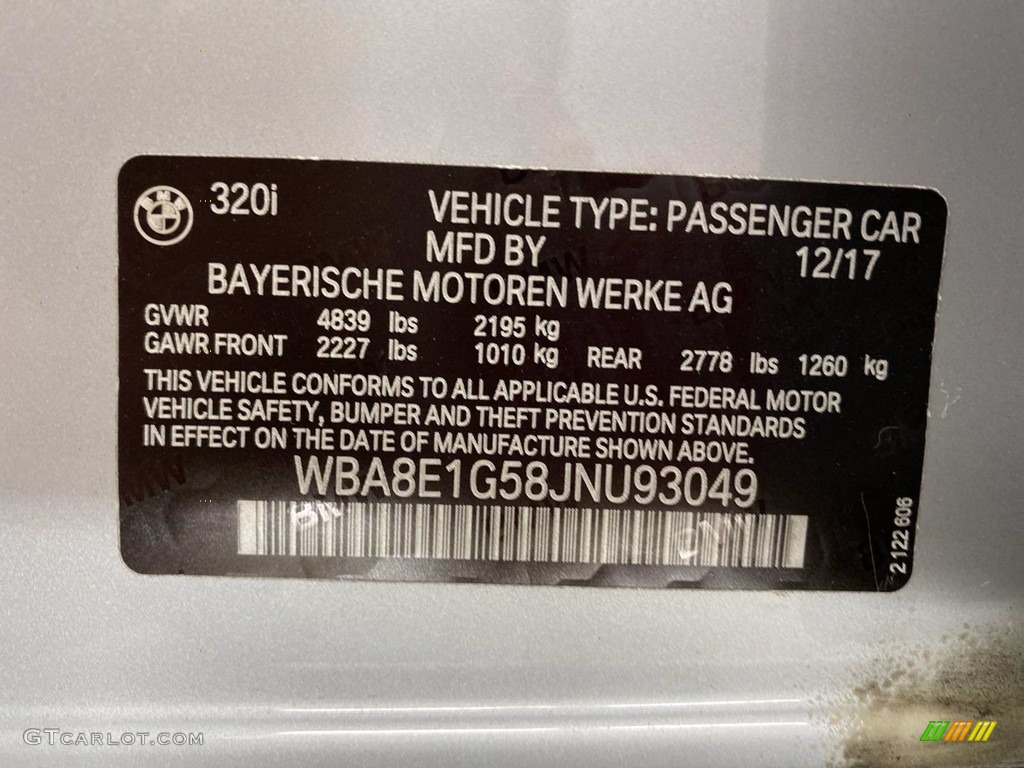 BMW
320i
VEHICLE TYPE: PASSENGER CAR
MFD BY 12/17
BAYERISCHE MOTOREN WERKE AG
GVWR 4839 lbs 2195 kg
GAWR FRONT 2227 lbs 1010 kg REAR 2778 lbs 1260 kg
THIS VEHICLE CONFORMS TO ALL APPLICABLE U.S. FEDERAL MOTOR
VEHICLE SAFETY, BUMPER AND THEFT PREVENTION STANDARDS
IN EFFECT ON THE DATE OF MANUFACTURE SHOWN ABOVE.
WBA8E1G58JNU93049
2122 606
GTCARLOT.COM